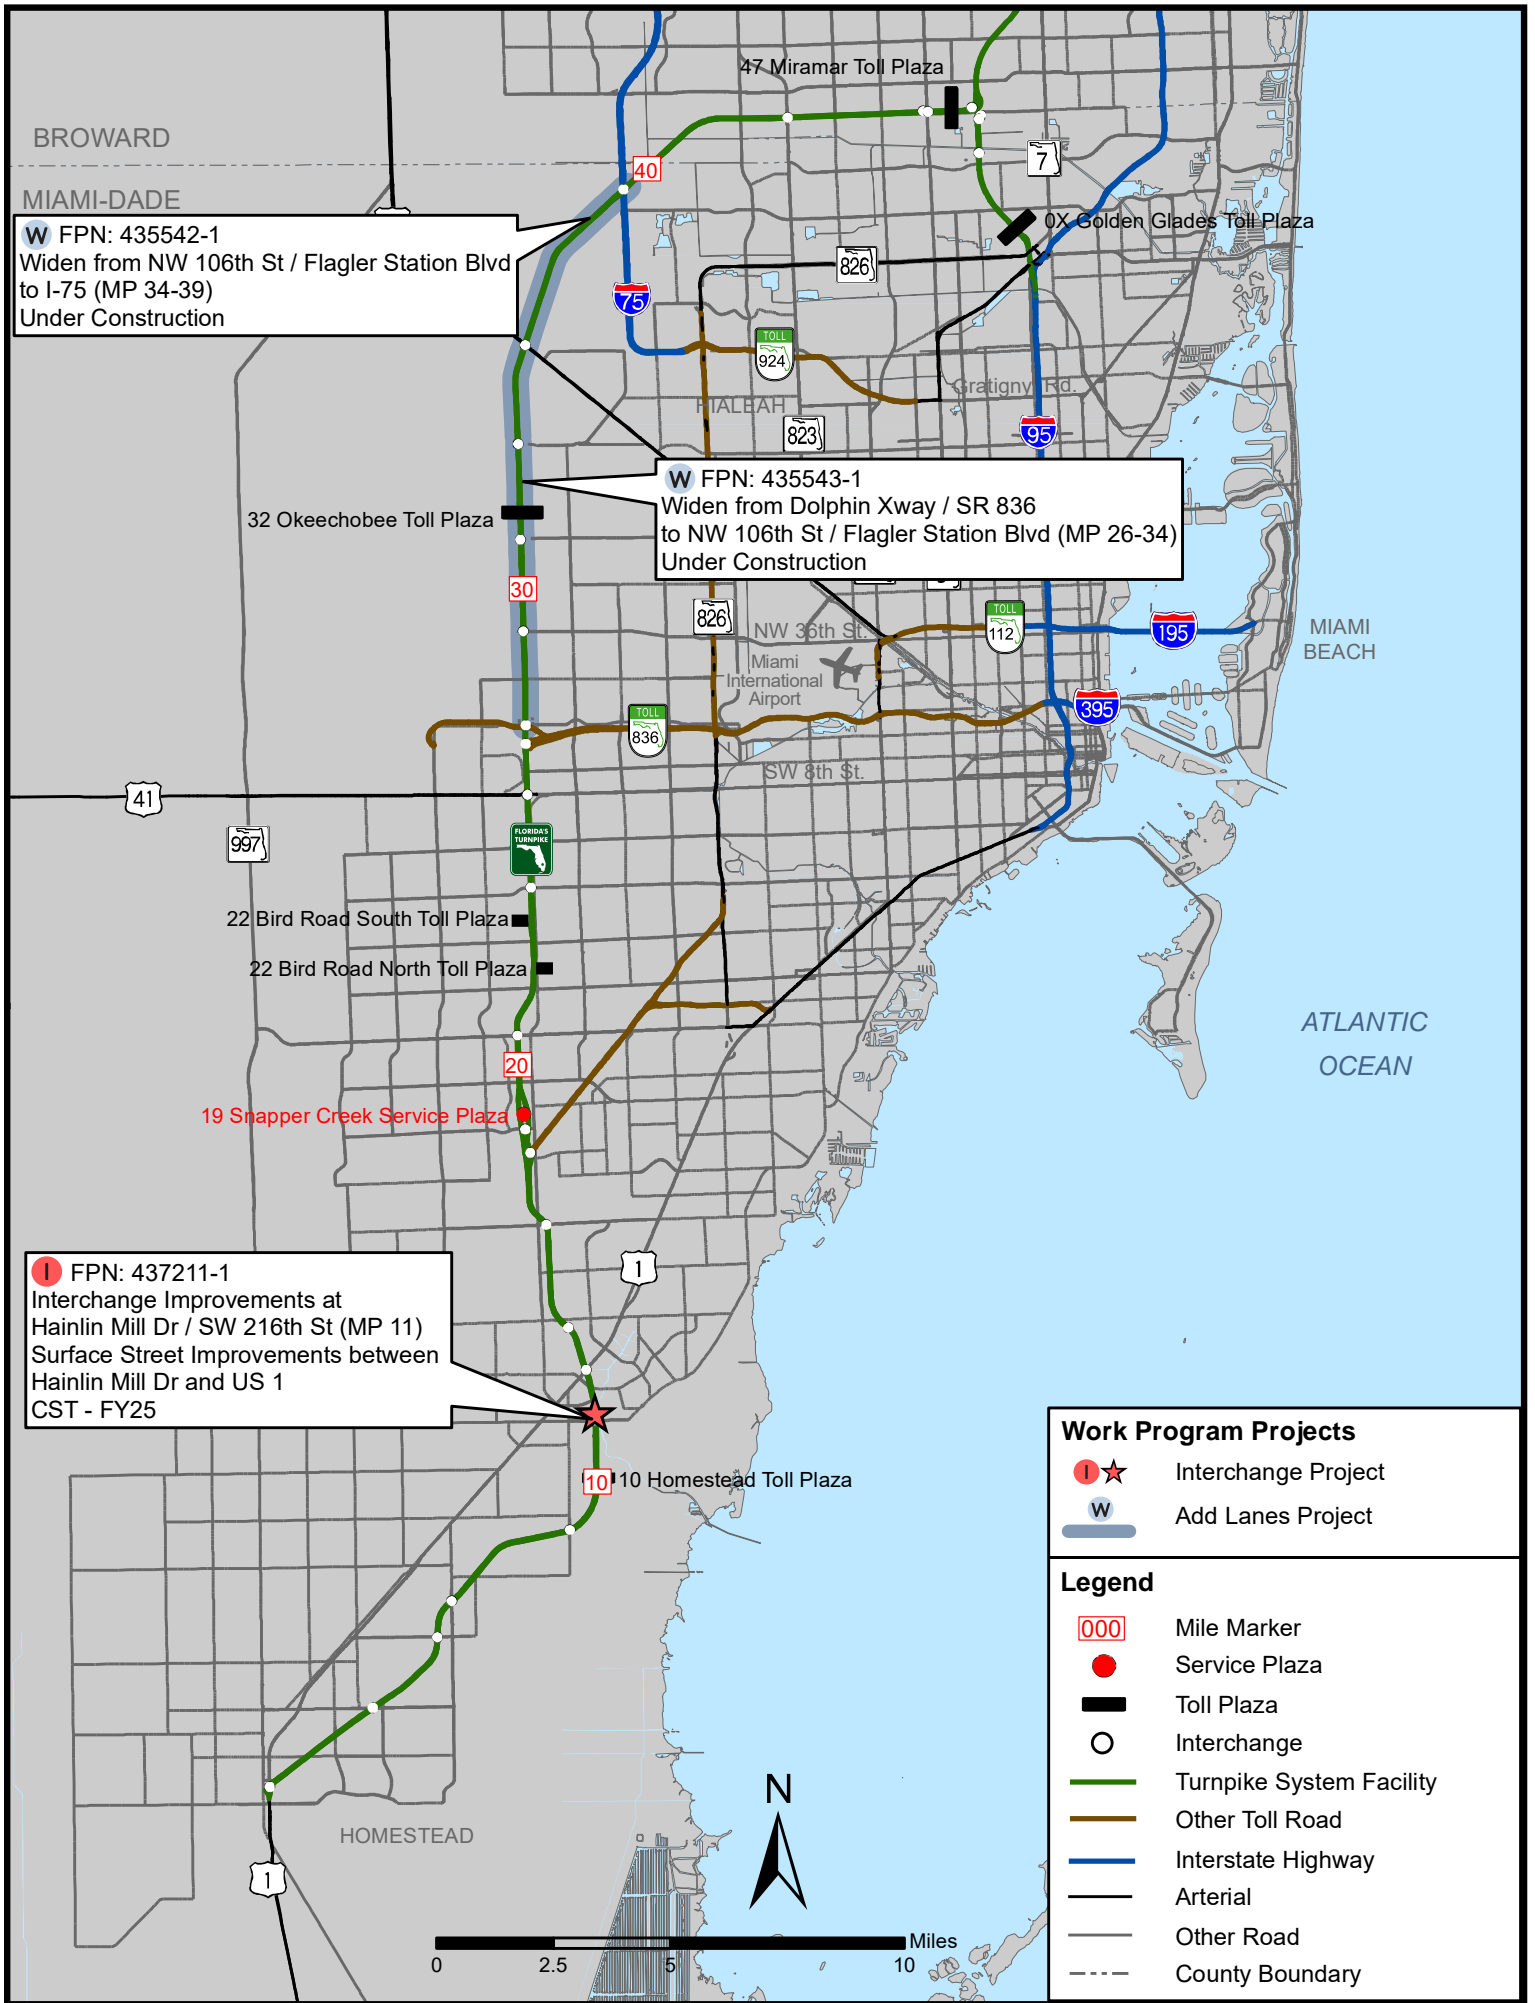 47 Miramar Toll Plaza
BROWARD
MIAMI-DADE
40
7
0X Golden Glades Toll Plaza
W FPN: 435542-1
Widen from NW 106th St / Flagler Station Blvd
to I-75 (MP 34-39)
Under Construction
826
75
TOLL
924
Gratigny Rd.
HIALEAH
823
95
W FPN: 435543-1
Widen from Dolphin Xway / SR 836
to NW 106th St / Flagler Station Blvd (MP 26-34)
Under Construction
32 Okeechobee Toll Plaza
30
826
NW 36th St.
TOLL
112
195
MIAMI
BEACH
Miami
International
Airport
395
TOLL
836
SW 8th St.
41
997
FLORIDA'S
TURNPIKE
22 Bird Road South Toll Plaza
22 Bird Road North Toll Plaza
ATLANTIC
OCEAN
20
19 Snapper Creek Service Plaza
1
I FPN: 437211-1
Interchange Improvements at
Hainlin Mill Dr / SW 216th St (MP 11)
Surface Street Improvements between
Hainlin Mill Dr and US 1
CST - FY25
10
10 Homestead Toll Plaza
HOMESTEAD
1
N
Miles
0 2.5 5 10
Work Program Projects
I Interchange Project
W Add Lanes Project
Legend
000 Mile Marker
Service Plaza
Toll Plaza
Interchange
Turnpike System Facility
Other Toll Road
Interstate Highway
Arterial
Other Road
County Boundary